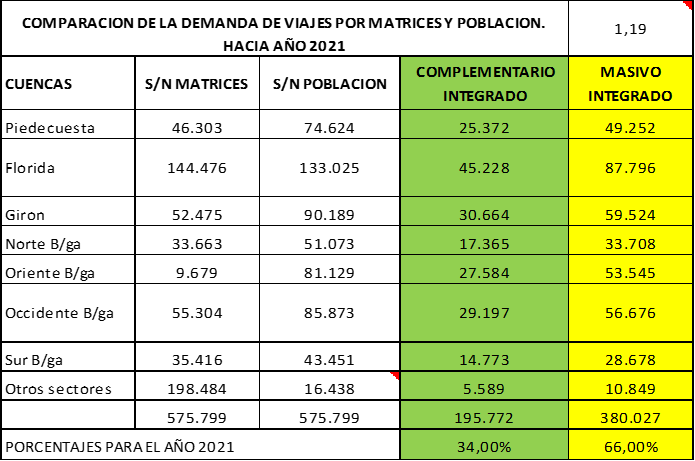 COMPARACION DE LA DEMANDA DE VIAJES POR MATRICES Y POBLACION.
HACIA AÑO 2021
1,19
CUENCAS S/N MATRICES S/N POBLACION COMPLEMENTARIO INTEGRADO MASIVO INTEGRADO
Piedecuesta 46.303 74.624 25.372 49.252
Florida 144.476 133.025 45.228 87.796
Giron 52.475 90.189 30.664 59.524
Norte B/ga 33.663 51.073 17.365 33.708
Oriente B/ga 9.679 81.129 27.584 53.545
Occidente B/ga 55.304 85.873 29.197 56.676
Sur B/ga 35.416 43.451 14.773 28.678
Otros sectores 198.484 16.438 5.589 10.849
575.799 575.799 195.772 380.027
PORCENTAJES PARA EL AÑO 2021 34,00% 66,00%